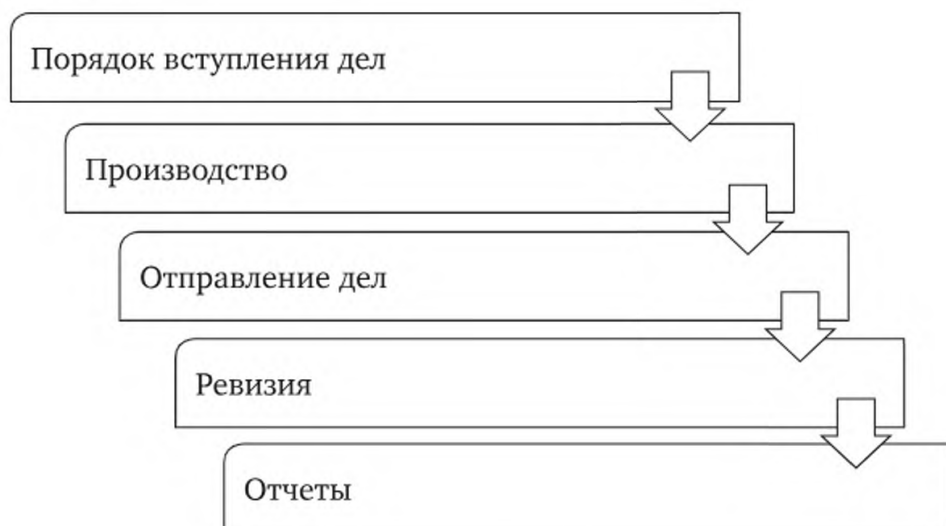 Порядок вступления дел
Производство
Отправление дел
Ревизия
Отчеты